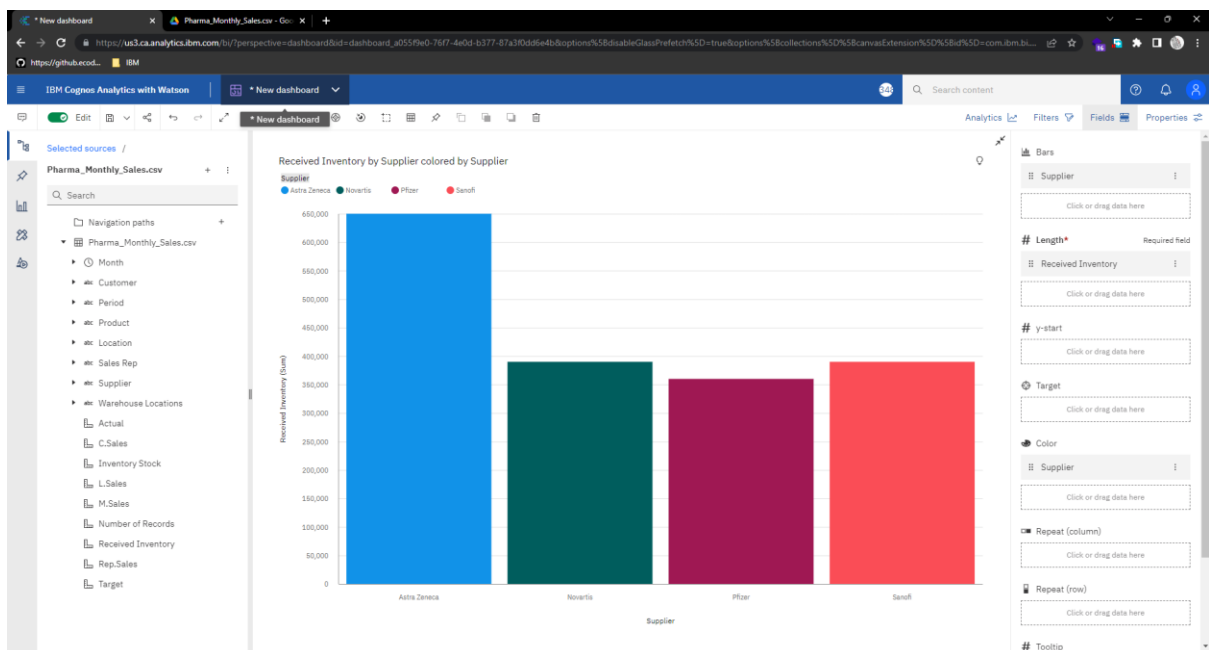 * New dashboard
Pharma_Monthly_Sales.csv - Goo
https://us3.ca.analytics.ibm.com/bi/?perspective=dashboard&id=dashboard_a055f9e0-76f7-4e0d-b377-87a3f0dd6e4b&options%5BdisableGlassPrefetch%5D=true&options%5Bcollections%5D%5BcanvasExtension%5D%5Bid%5D=com.ibm.bi...
https://github.ecod...
IBM
IBM Cognos Analytics with Watson
* New dashboard
Search content
Edit
* New dashboard
Analytics
Filters
Fields
Properties
Selected sources /
Pharma_Monthly_Sales.csv
Search
Navigation paths
Pharma_Monthly_Sales.csv
Month
abc Customer
abc Period
abc Product
abc Location
abc Sales Rep
abc Supplier
abc Warehouse Locations
Actual
C.Sales
Inventory Stock
L.Sales
M.Sales
Number of Records
Received Inventory
Rep.Sales
Target
Received Inventory by Supplier colored by Supplier
Supplier
Astra Zeneca Novartis Pfizer Sanofi
650,000
600,000
550,000
500,000
450,000
400,000
350,000
300,000
250,000
200,000
150,000
100,000
50,000
0
Received Inventory (Sum)
Astra Zeneca Novartis Pfizer Sanofi
Supplier
Bars
Supplier
Click or drag data here
# Length* Required field
Received Inventory
Click or drag data here
# y-start
Click or drag data here
Target
Click or drag data here
Color
Supplier
Click or drag data here
Repeat (column)
Click or drag data here
Repeat (row)
Click or drag data here
# Tooltip